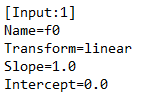 [Input:1]
Name=f0
Transform=linear
Slope=1.0
Intercept=0.0